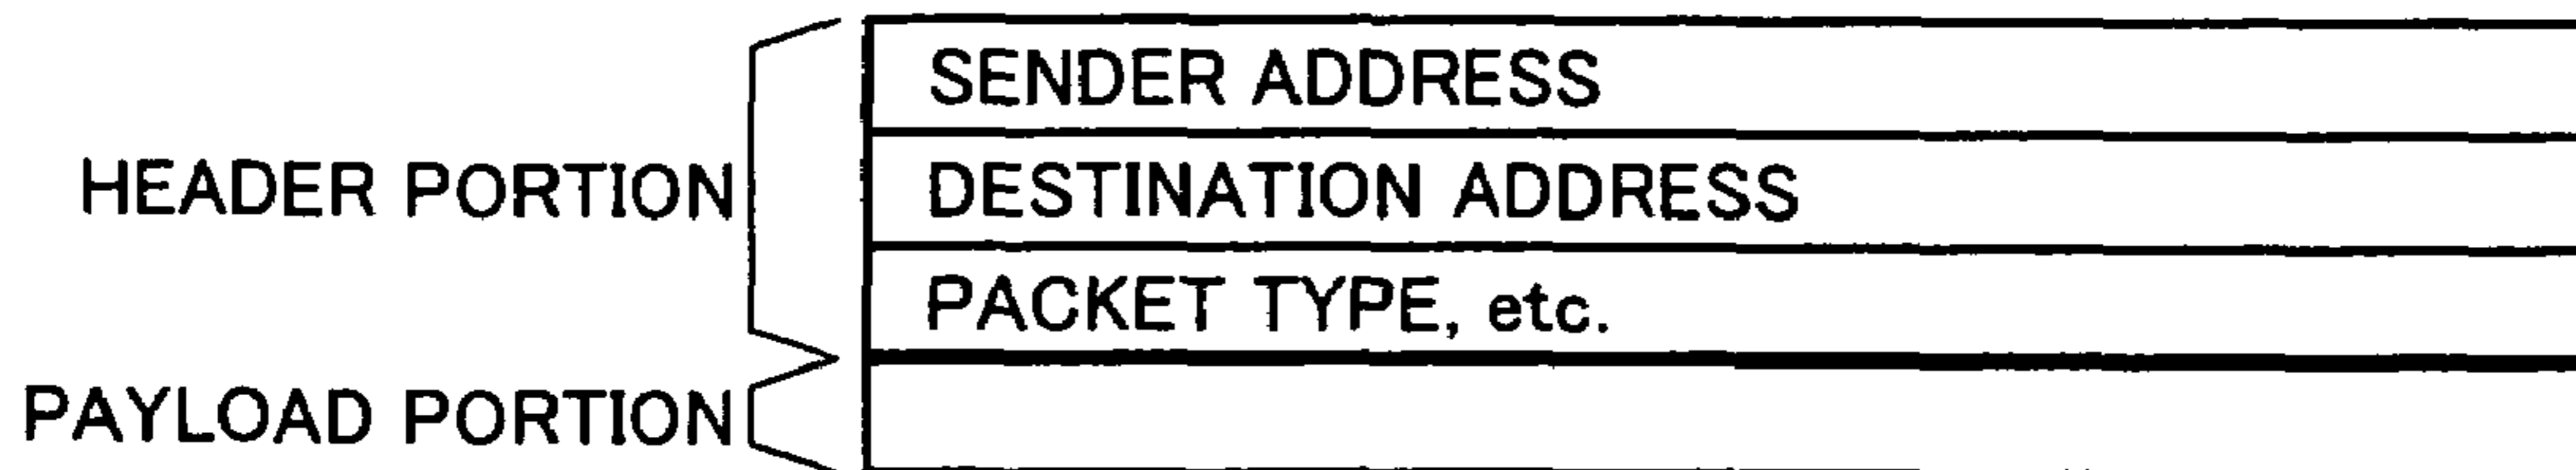 SENDER ADDRESS
HEADER PORTION
DESTINATION ADDRESS
PACKET TYPE, etc.
PAYLOAD PORTION